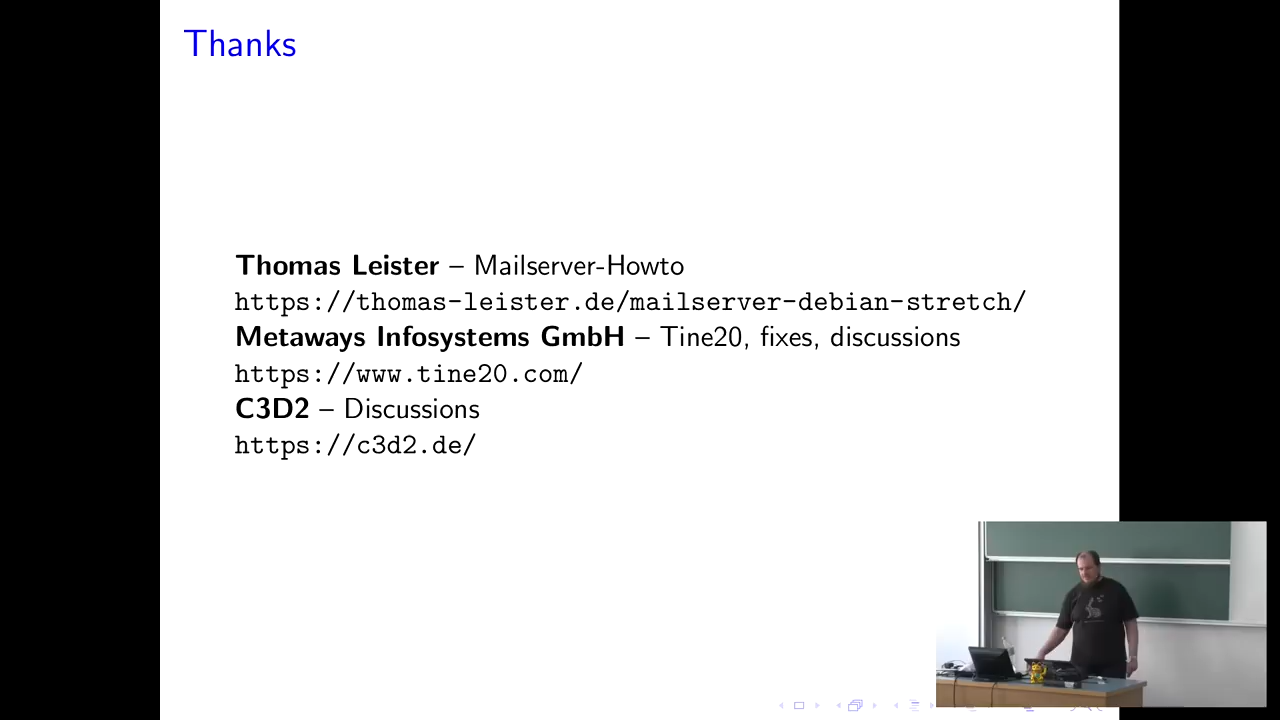 Thanks
Thomas Leister – Mailserver-Howto
https://thomas-leister.de/mailserver-debian-stretch/
Metaways Infosystems GmbH – Tine20, fixes, discussions
https://www.tine20.com/
C3D2 – Discussions
https://c3d2.de/